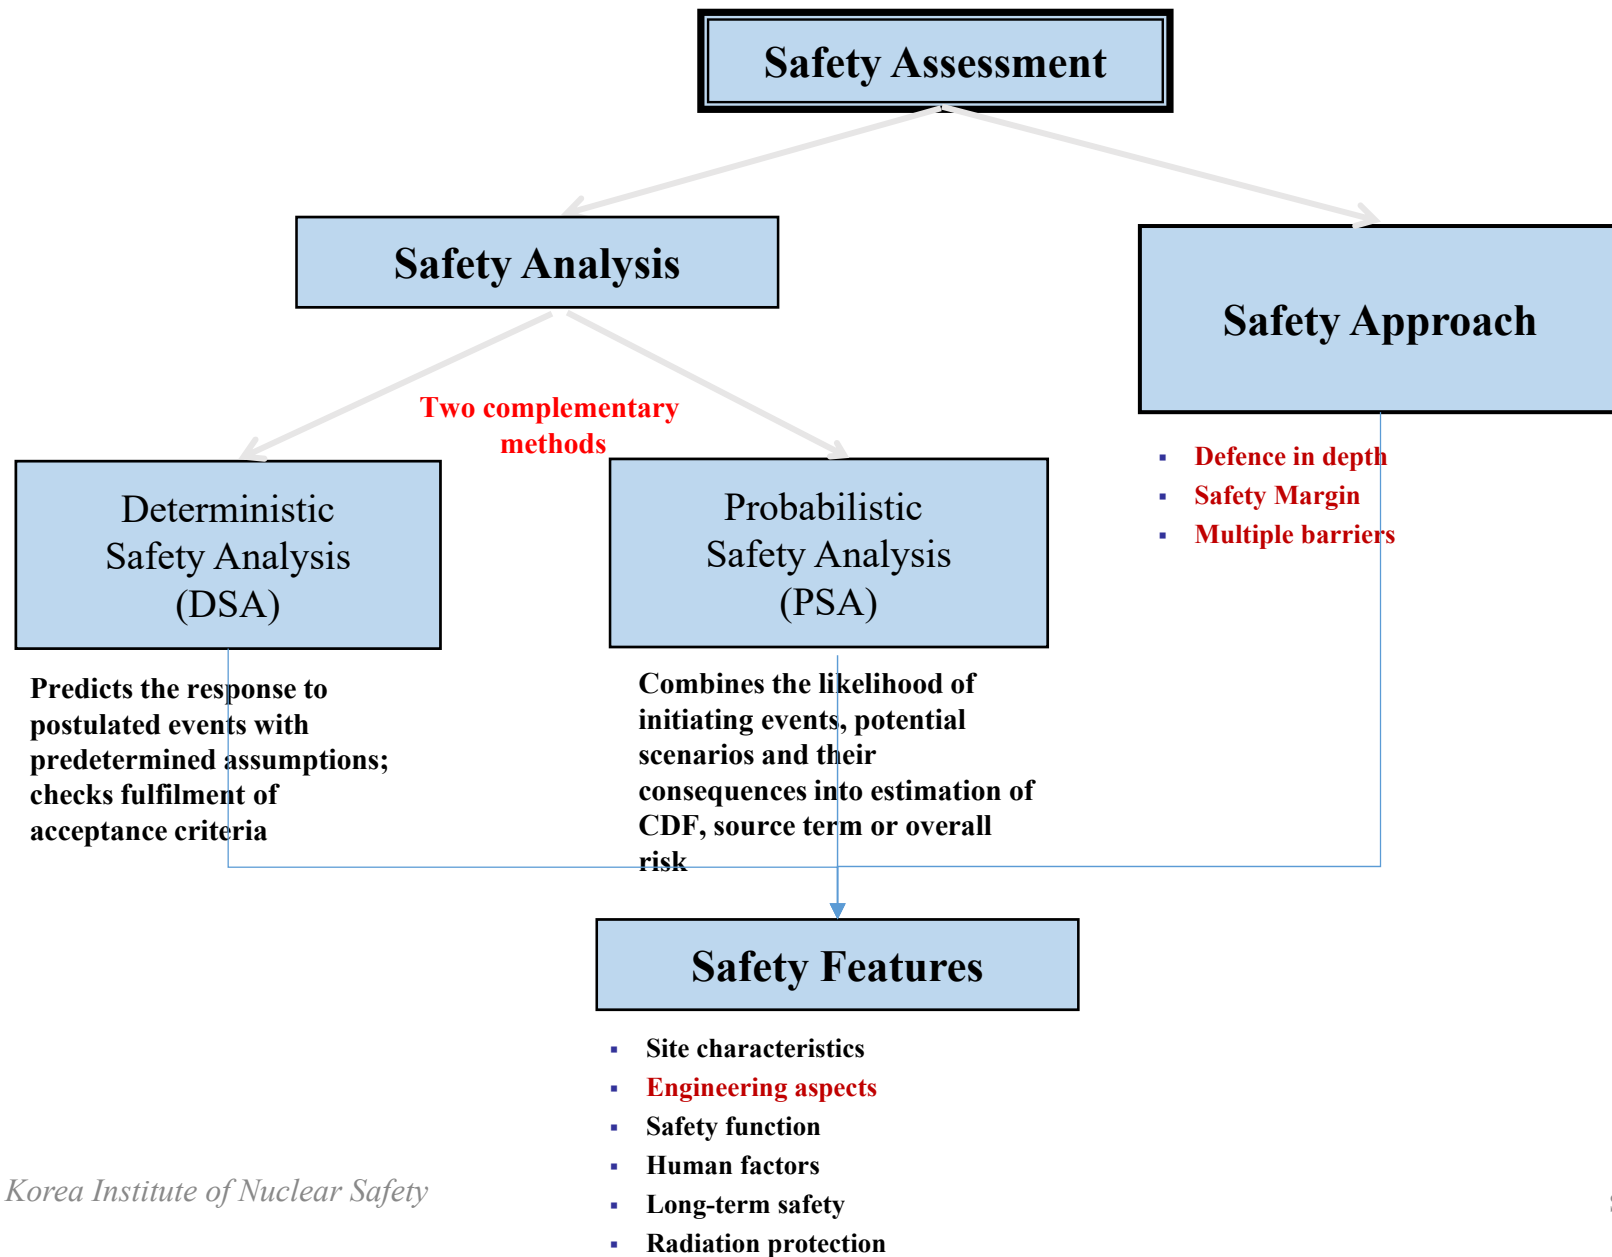 Safety Assessment
Safety Analysis
Safety Approach
Two complementary
methods
Deterministic
Safety Analysis
(DSA)
Probabilistic
Safety Analysis
(PSA)
▪ Defence in depth
▪ Safety Margin
▪ Multiple barriers
Predicts the response to
postulated events with
predetermined assumptions;
checks fulfilment of
acceptance criteria
Combines the likelihood of
initiating events, potential
scenarios and their
consequences into estimation of
CDF, source term or overall
risk
Safety Features
▪ Site characteristics
▪ Engineering aspects
▪ Safety function
▪ Human factors
▪ Long-term safety
▪ Radiation protection
Korea Institute of Nuclear Safety